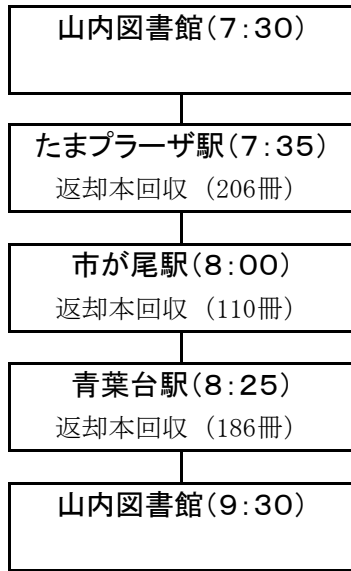 山内図書館(7:30)
たまプラーザ駅(7:35)
返却本回収（206冊）
市が尾駅(8:00)
返却本回収（110冊）
青葉台駅(8:25)
返却本回収（186冊）
山内図書館(9:30)